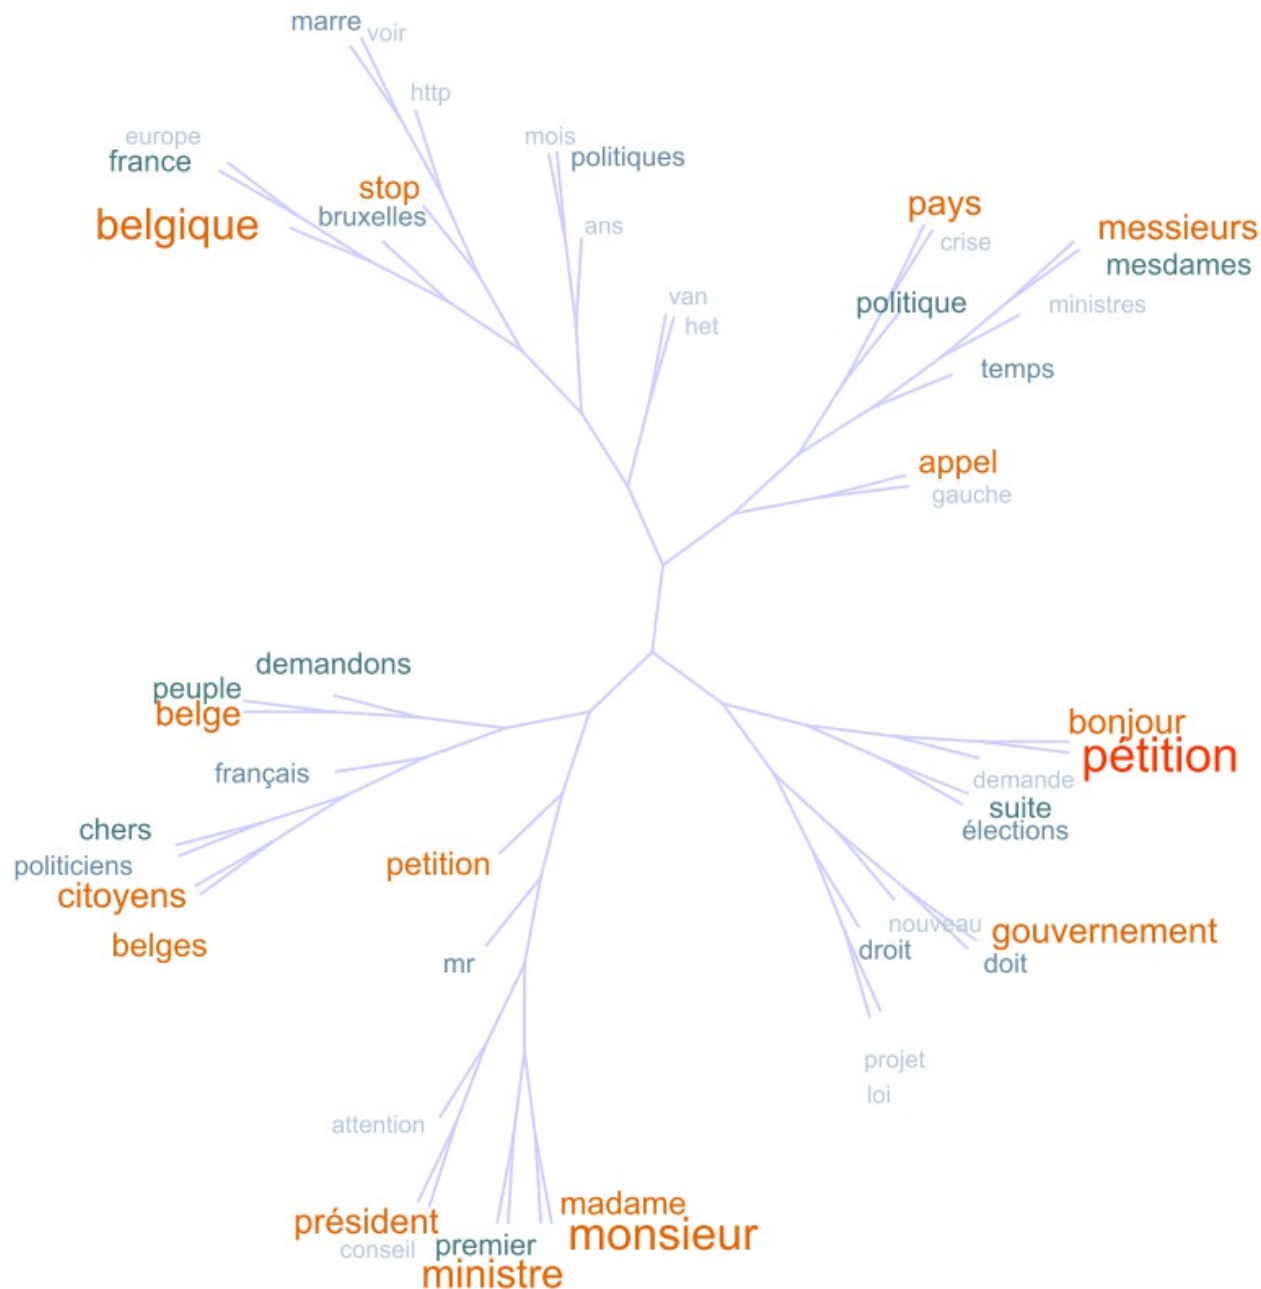 marre
voir
http
europe
france
mois
politiques
stop
bruxelles
belgique
ans
pays
crise
messieurs
mesdames
van
het
politique
ministres
temps
appel
gauche
demandons
peuple
belge
français
chers
politiciens
citoyens
belges
petition
mr
bonjour
pétition
demande
suite
élections
nouveau
gouvernement
droit
doit
projet
loi
attention
président
conseil
premier
ministre
madame
monsieur